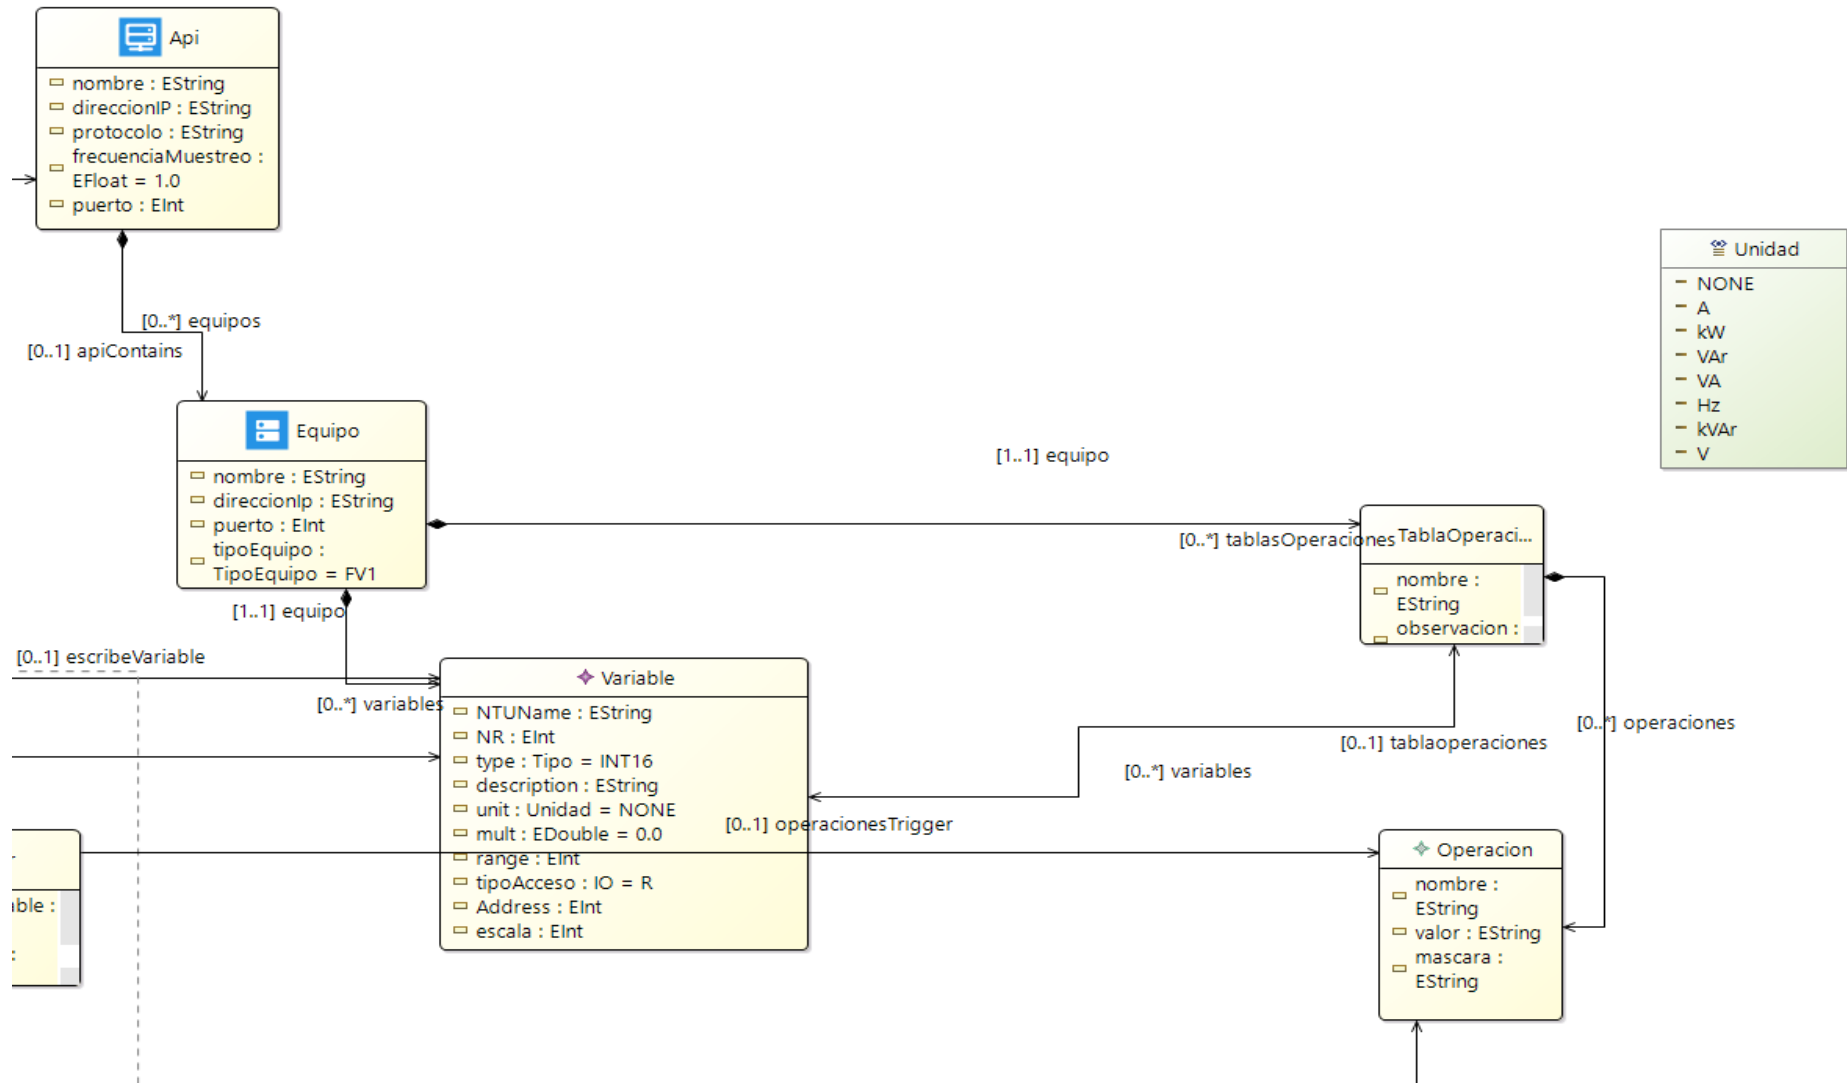 Api
nombre : EString
direccionIP : EString
protocolo : EString
frecuenciaMuestreo :
EFloat = 1.0
puerto : EInt
[0..*] equipos
[0..1] apiContains
Equipo
nombre : EString
direccionIp : EString
puerto : EInt
tipoEquipo :
TipoEquipo = FV1
[1..1] equipo
[0..*] tablasOperaciones
[1..1] equipo
[0..*] variables
[0..1] escribeVariable
Variable
NTUName : EString
NR : EInt
type : Tipo = INT16
description : EString
unit : Unidad = NONE
mult : EDouble = 0.0
range : EInt
tipoAcceso : IO = R
Address : EInt
escala : EInt
TablaOperaci...
nombre :
EString
observacion :
[0..1] tablaoperaciones
[0..*] variables
[0..*] operaciones
[0..1] operacionesTrigger
Operacion
nombre :
EString
valor : EString
mascara :
EString
Unidad
NONE
A
kW
VAr
VA
Hz
kVAr
V